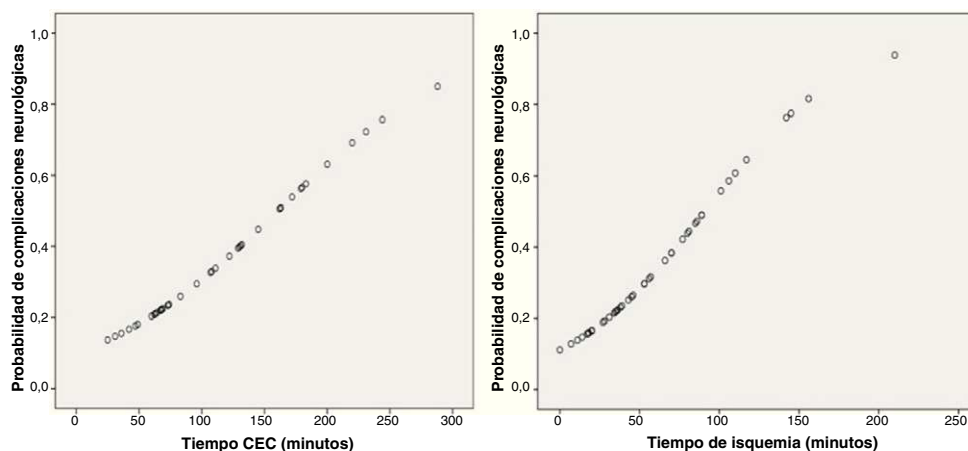 Probabilidad de complicaciones neurológicas
1,0
0,8
0,6
0,4
0,2
0,0
0 50 100 150 200 250 300
Tiempo CEC (minutos)
Probabilidad de complicaciones neurológicas
1,0
0,8
0,6
0,4
0,2
0,0
0 50 100 150 200 250
Tiempo de isquemia (minutos)